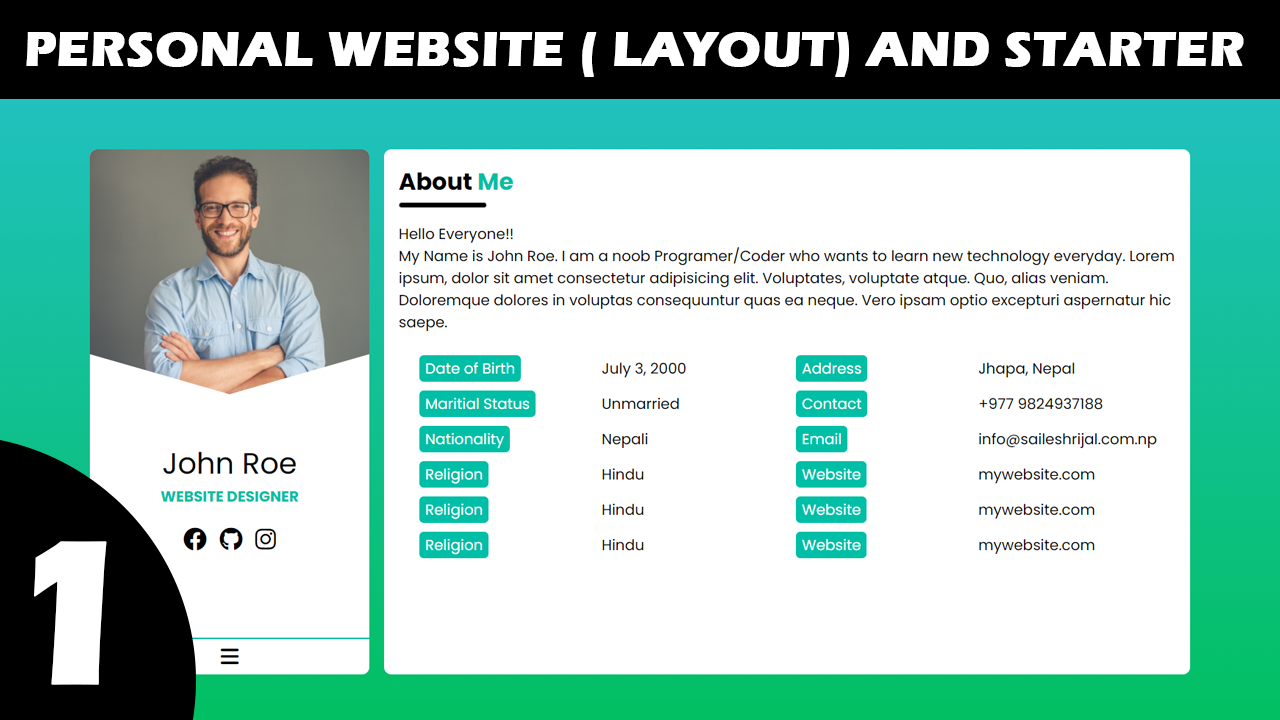 PERSONAL WEBSITE ( LAYOUT) AND STARTER
John Roe
WEBSITE DESIGNER
1
About Me
Hello Everyone!!
My Name is John Roe. I am a noob Programer/Coder who wants to learn new technology everyday. Lorem
ipsum, dolor sit amet consectetur adipisicing elit. Voluptates, voluptate atque. Quo, alias veniam.
Doloremque dolores in voluptas consequuntur quas ea neque. Vero ipsam optio excepturi aspernatur hic
saepe.
Date of Birth July 3, 2000 Address Jhapa, Nepal
Maritial Status Unmarried Contact +977 9824937188
Nationality Nepali Email info@saileshrijal.com.np
Religion Hindu Website mywebsite.com
Religion Hindu Website mywebsite.com
Religion Hindu Website mywebsite.com